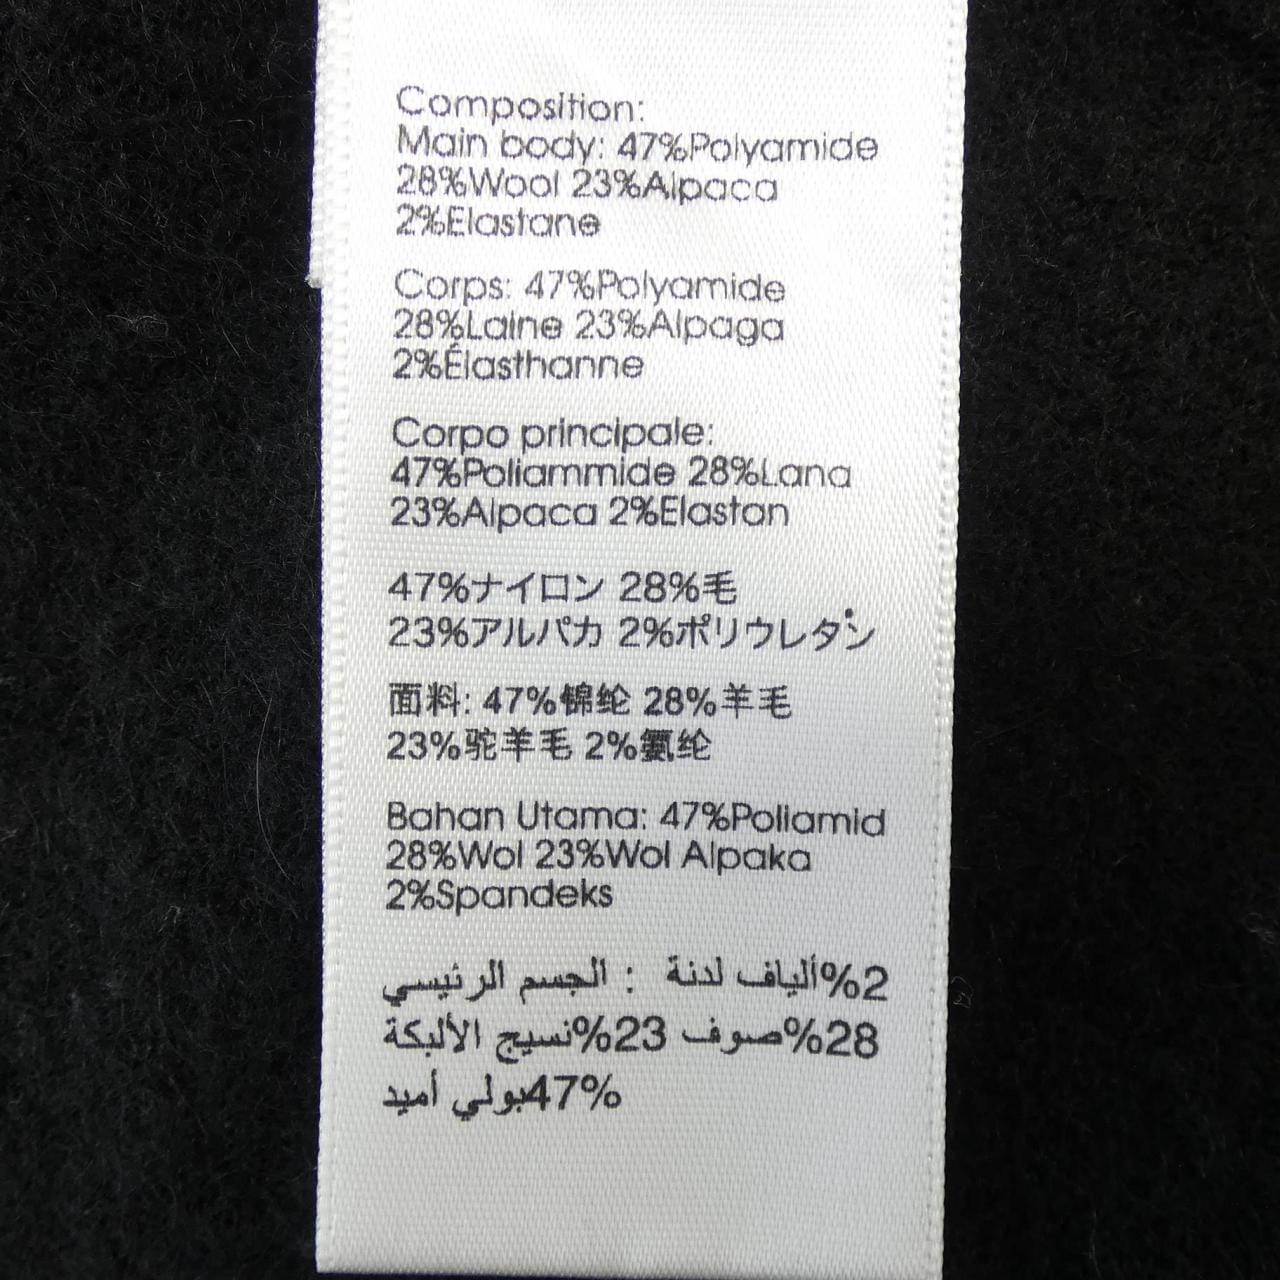 Composition:
Main body: 47%Polyamide
28%Wool 23%Alpaca
2%Elastane
Corps: 47%Polyamide
28%Laine 23%Alpaga
2%Élasthanne
Corpo principale:
47%Poliammide 28%Lana
23%Alpaca 2%Elastan
47%ナイロン 28%毛
23%アルパカ 2%ポリウレタン
面料: 47%锦纶 28%羊毛
23%驼羊毛 2%氨纶
Bahan Utama: 47%Poliamid
28%Wol 23%Wol Alpaka
2%Spandeks
الجسم الرئيسي : 2%ألياف لدنة
28%صوف 23%نسيج الألبكة
47%بولي أميد